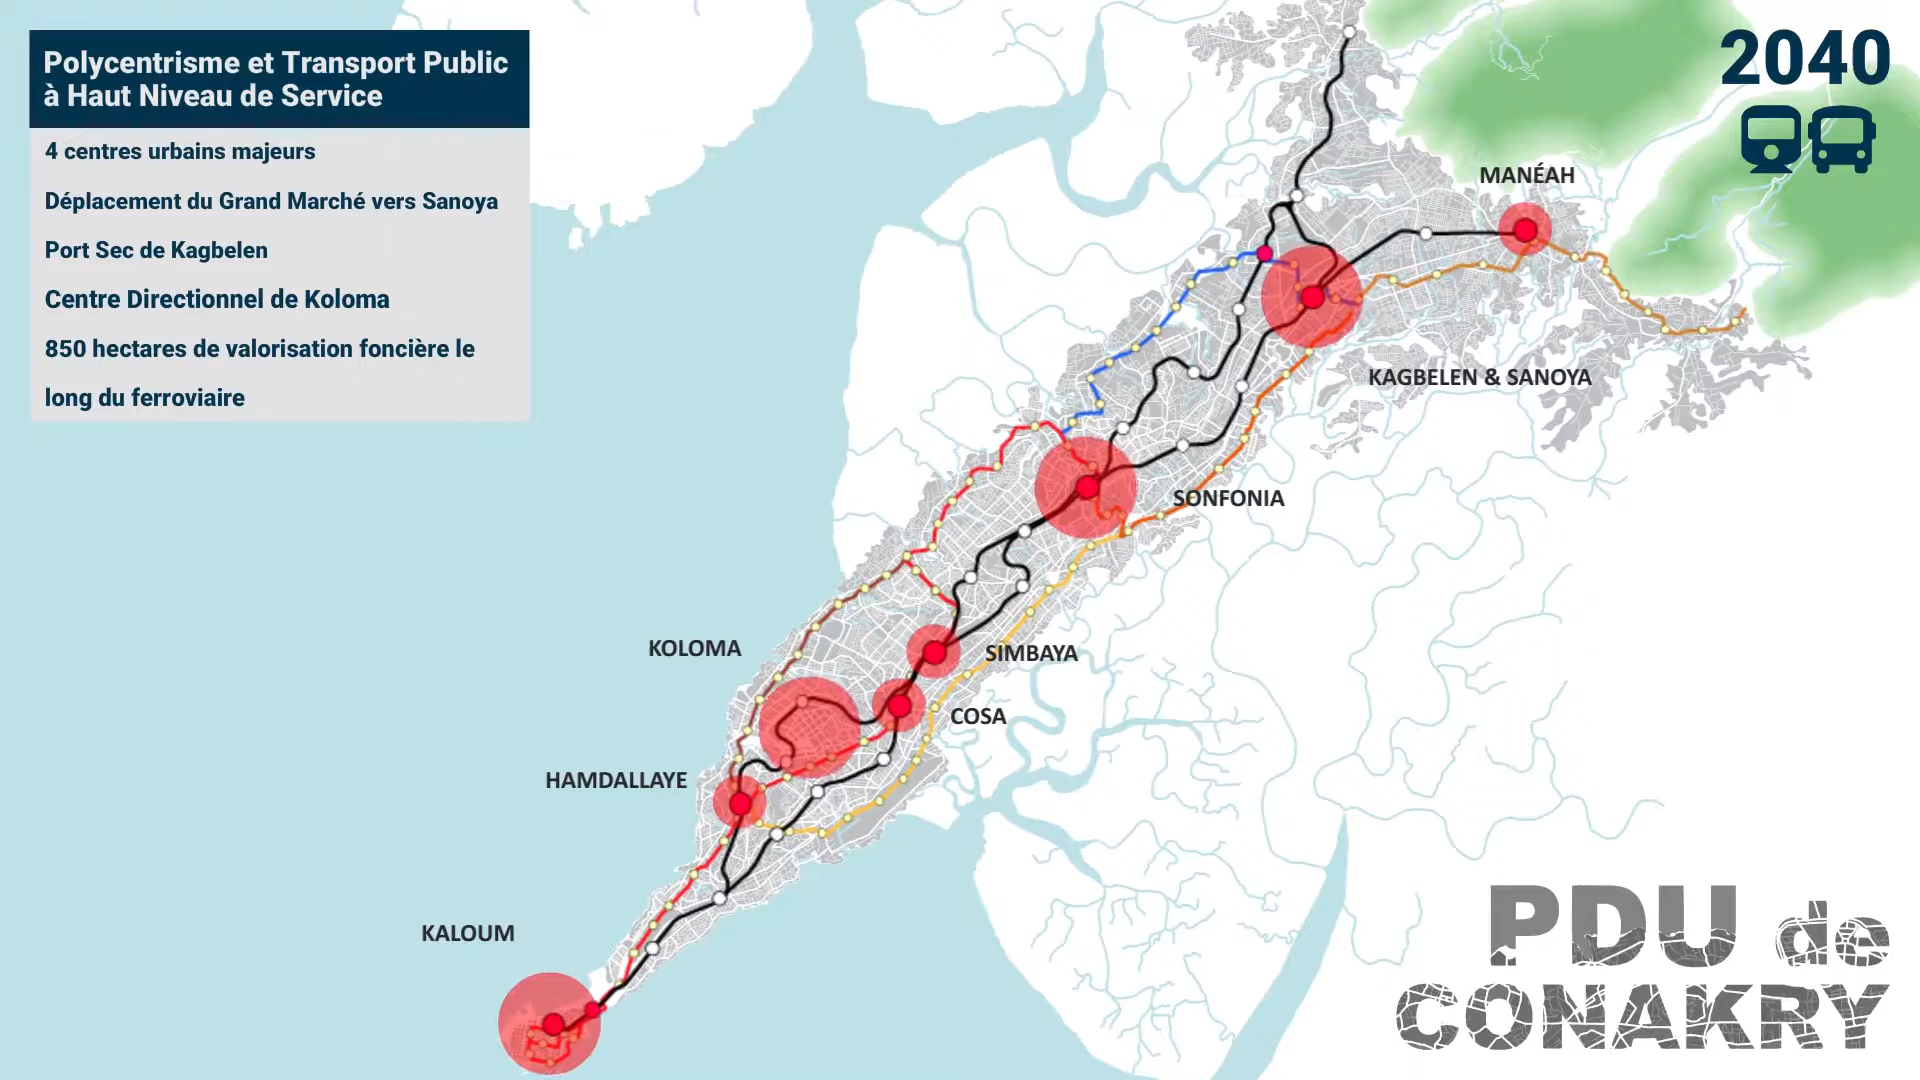 Polycentrisme et Transport Public
à Haut Niveau de Service
4 centres urbains majeurs
Déplacement du Grand Marché vers Sanoya
Port Sec de Kagbelen
Centre Directionnel de Koloma
850 hectares de valorisation foncière le
long du ferroviaire
2040
MANÉAH
KAGBELEN & SANOYA
SONFONIA
KOLOMA
SIMBAYA
COSA
HAMDALLAYE
KALOUM
PDU de
CONAKRY